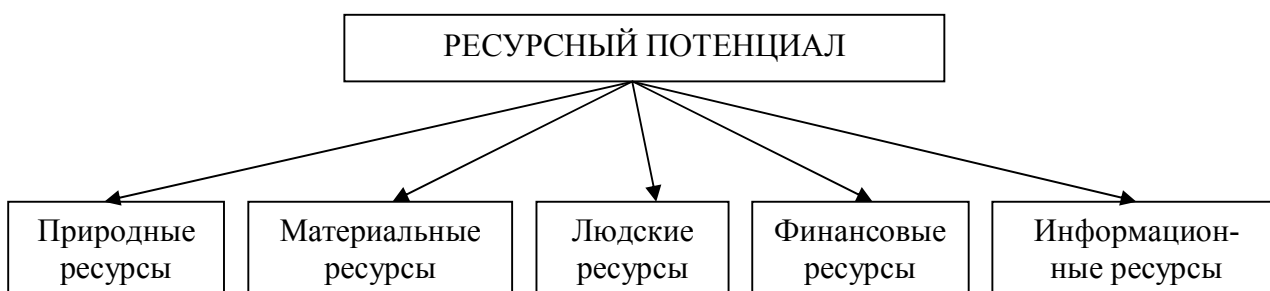 РЕСУРСНЫЙ ПОТЕНЦИАЛ
Природные
ресурсы
Материальные
ресурсы
Людские
ресурсы
Финансовые
ресурсы
Информацион-
ные ресурсы